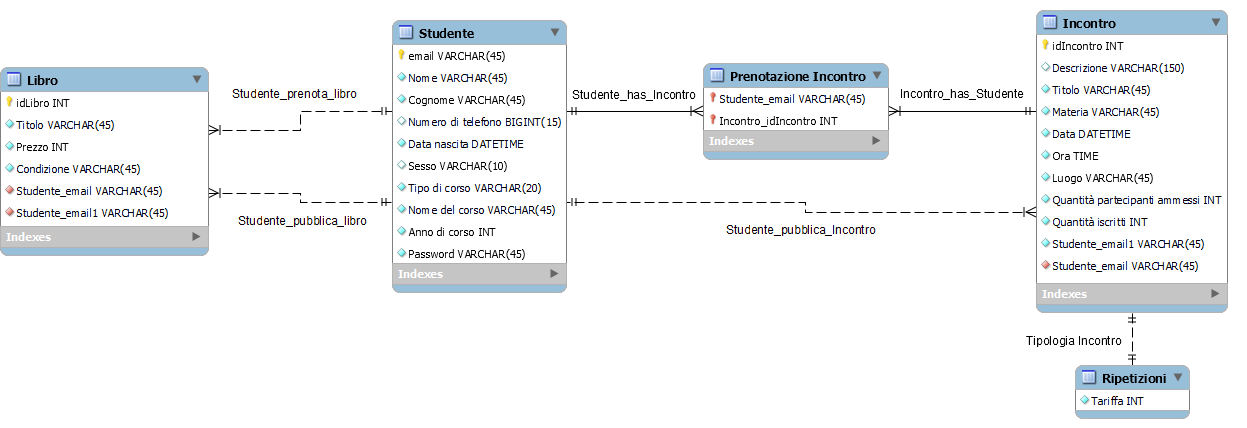 Libro
idLibro INT
Titolo VARCHAR(45)
Prezzo INT
Condizione VARCHAR(45)
Studente_email VARCHAR(45)
Studente_email1 VARCHAR(45)
Indexes
Studente_prenota_libro
Studente_pubblica_libro
Studente
email VARCHAR(45)
Nome VARCHAR(45)
Cognome VARCHAR(45)
Numero di telefono BIGINT(15)
Data nascita DATETIME
Sesso VARCHAR(10)
Tipo di corso VARCHAR(20)
Nome del corso VARCHAR(45)
Anno di corso INT
Password VARCHAR(45)
Indexes
Studente_has_Incontro
Prenotazione Incontro
Studente_email VARCHAR(45)
Incontro_idIncontro INT
Indexes
Incontro_has_Studente
Studente_pubblica_Incontro
Incontro
idIncontro INT
Descrizione VARCHAR(150)
Titolo VARCHAR(45)
Materia VARCHAR(45)
Data DATETIME
Ora TIME
Luogo VARCHAR(45)
Quantità partecipanti ammessi INT
Quantità iscritti INT
Studente_email1 VARCHAR(45)
Studente_email VARCHAR(45)
Indexes
Tipologia Incontro
Ripetizioni
Tariffa INT